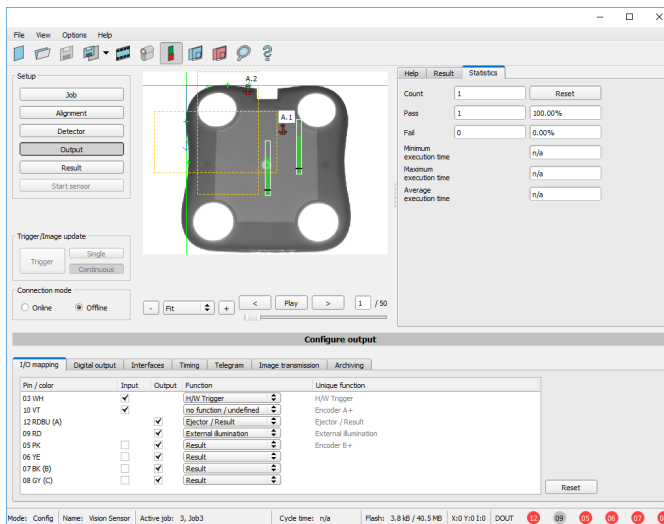 File View Options Help
Setup
Job
Alignment
Detector
Output
Result
Start sensor
Trigger/Image update
Trigger
Single
Continuous
Connection mode
Online Offline
A.2
A.1
- Fit + < Play > 1 / 50
Help Result Statistics
Count 1 Reset
Pass 1 100.00%
Fail 0 0.00%
Minimum
execution time n/a
Maximum
execution time n/a
Average
execution time n/a
Configure output
I/O mapping Digital output Interfaces Timing Telegram Image transmission Archiving
Pin / color Input Output Function Unique function
03 WH H/W Trigger H/W Trigger
10 VT no function / undefined Encoder A+
12 RDBU (A) Ejector / Result Ejector / Result
09 RD External illumination External illumination
05 PK Result Encoder B+
06 YE Result
07 BK (B) Result
08 GY (C) Result
Reset
Mode: Config Name: Vision Sensor Active job: 3, Job3 Cycle time: n/a Flash: 3.8 kB / 40.5 MB X:0 Y:0 I:0 DOUT 12 09 05 06 07